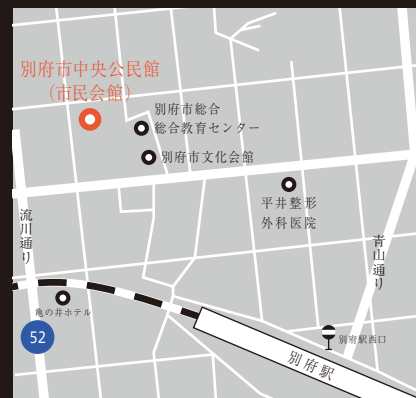 別府市中央公民館
（市民会館）
別府市総合
総合教育センター
別府市文化会館
平井整形
外科医院
流川通り
青山通り
亀の井ホテル
52
別府駅西口
別府駅